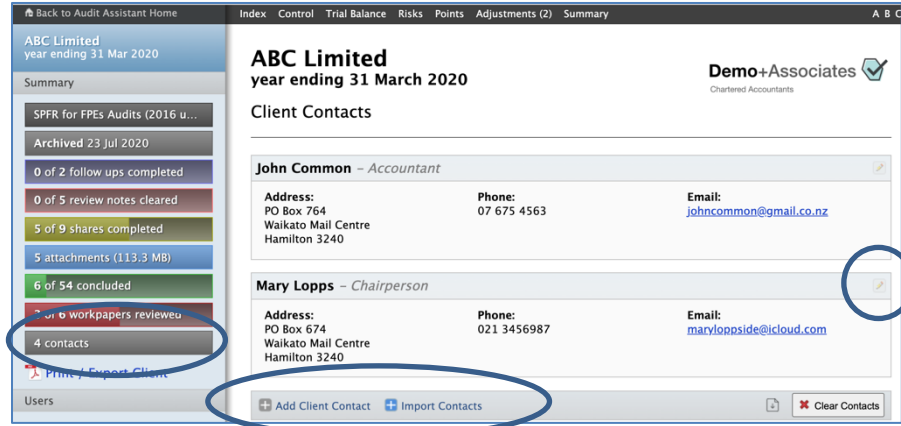 Back to Audit Assistant Home
Index Control Trial Balance Risks Points Adjustments (2) Summary A B C
ABC Limited
year ending 31 Mar 2020
Summary
SPFR for FPEs Audits (2016 u...
Archived 23 Jul 2020
0 of 2 follow ups completed
0 of 5 review notes cleared
5 of 9 shares completed
5 attachments (113.3 MB)
6 of 54 concluded
of 6 workpapers reviewed
4 contacts
Print / Export Client
Users
ABC Limited
year ending 31 March 2020
Client Contacts
Demo+Associates
Chartered Accountants
John Common – Accountant
Address: Phone: Email:
PO Box 764 07 675 4563 johncommon@gmail.co.nz
Waikato Mail Centre
Hamilton 3240
Mary Lopps – Chairperson
Address: Phone: Email:
PO Box 674 021 3456987 maryloppside@icloud.com
Waikato Mail Centre
Hamilton 3240
Add Client Contact Import Contacts Clear Contacts